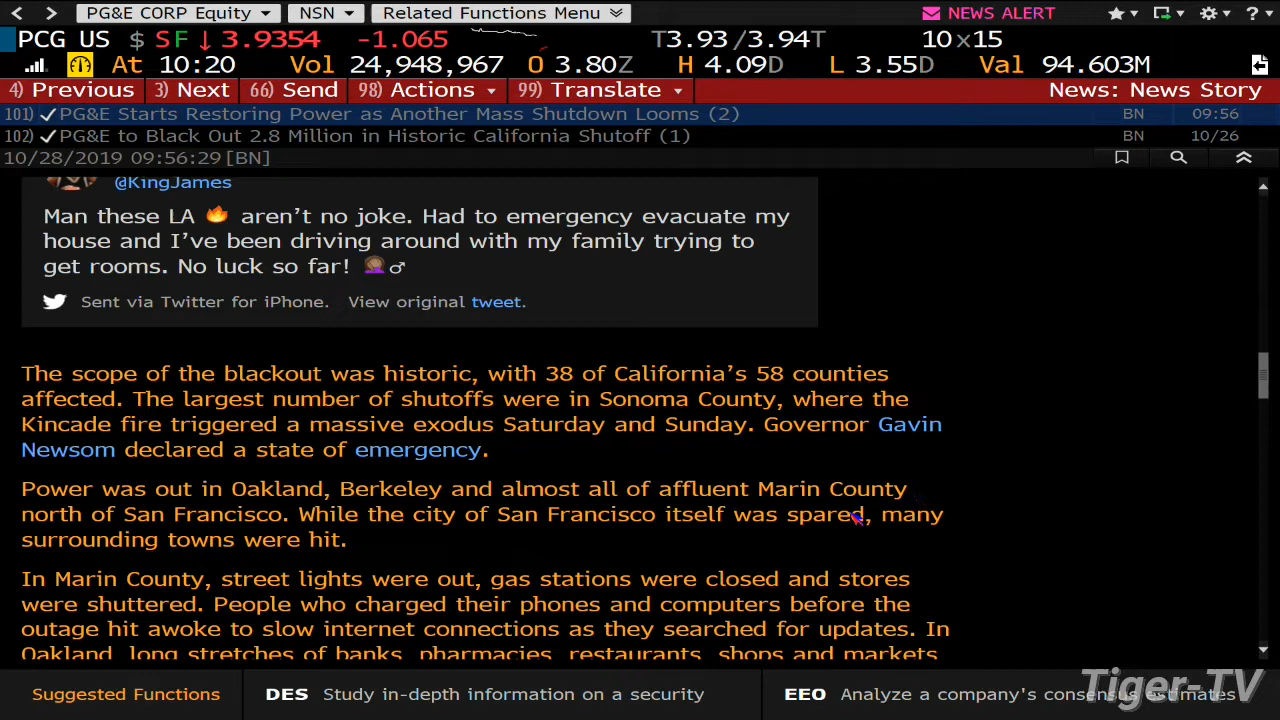 PG&E CORP Equity NSN Related Functions Menu NEWS ALERT ?
PCG US $ S F ↓ 3.9354 -1.065 T3.93/3.94T 10x15
At 10:20 Vol 24,948,967 O 3.80Z H 4.09D L 3.55D Val 94.603M
4) Previous 3) Next 66) Send 98) Actions 99) Translate News: News Story
101) ✓PG&E Starts Restoring Power as Another Mass Shutdown Looms (2) BN 09:56
102) ✓PG&E to Black Out 2.8 Million in Historic California Shutoff (1) BN 10/26
10/28/2019 09:56:29 [BN]
@KingJames
Man these LA 🔥 aren't no joke. Had to emergency evacuate my
house and I've been driving around with my family trying to
get rooms. No luck so far! 🤦🏾♂
Sent via Twitter for iPhone. View original tweet.
The scope of the blackout was historic, with 38 of California's 58 counties
affected. The largest number of shutoffs were in Sonoma County, where the
Kincade fire triggered a massive exodus Saturday and Sunday. Governor Gavin
Newsom declared a state of emergency.
Power was out in Oakland, Berkeley and almost all of affluent Marin County
north of San Francisco. While the city of San Francisco itself was spared, many
surrounding towns were hit.
In Marin County, street lights were out, gas stations were closed and stores
were shuttered. People who charged their phones and computers before the
outage hit awoke to slow internet connections as they searched for updates. In
Oakland, long stretches of banks, pharmacies, restaurants, shops and markets
Suggested Functions DES Study in-depth information on a security EEO Analyze a company's consensus estimates
Tiger-TV